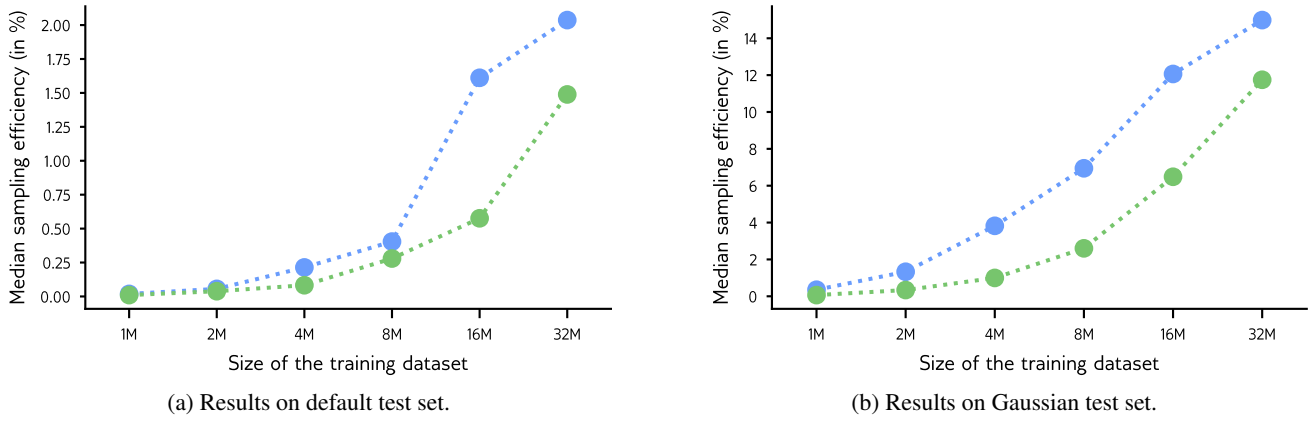 Median sampling efficiency (in %)
2.00
1.75
1.50
1.25
1.00
0.75
0.50
0.25
0.00
1M 2M 4M 8M 16M 32M
Size of the training dataset
(a) Results on default test set.
Median sampling efficiency (in %)
14
12
10
8
6
4
2
0
1M 2M 4M 8M 16M 32M
Size of the training dataset
(b) Results on Gaussian test set.